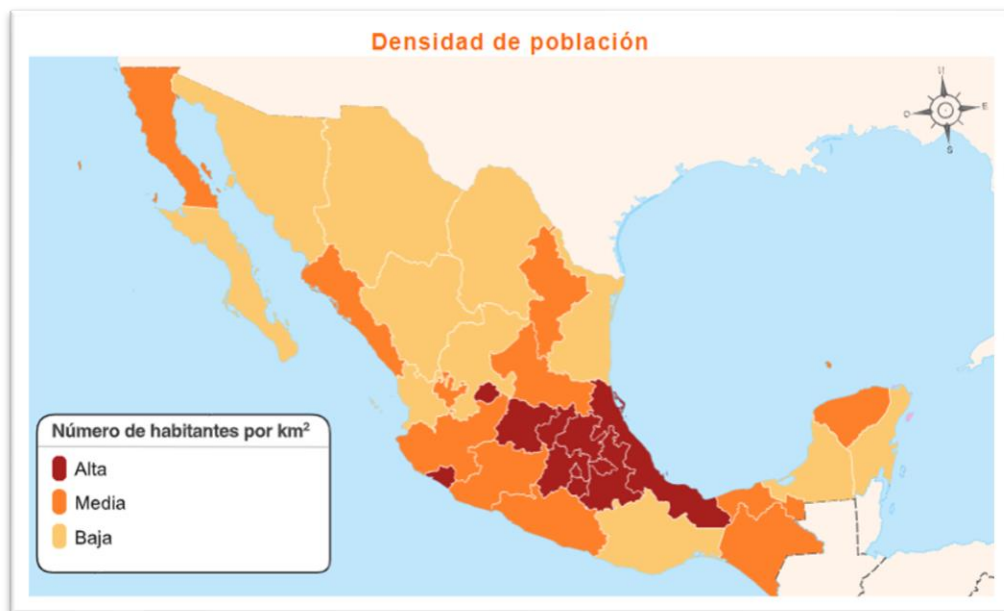 Densidad de población
N
O
E
S
Número de habitantes por km²
Alta
Media
Baja